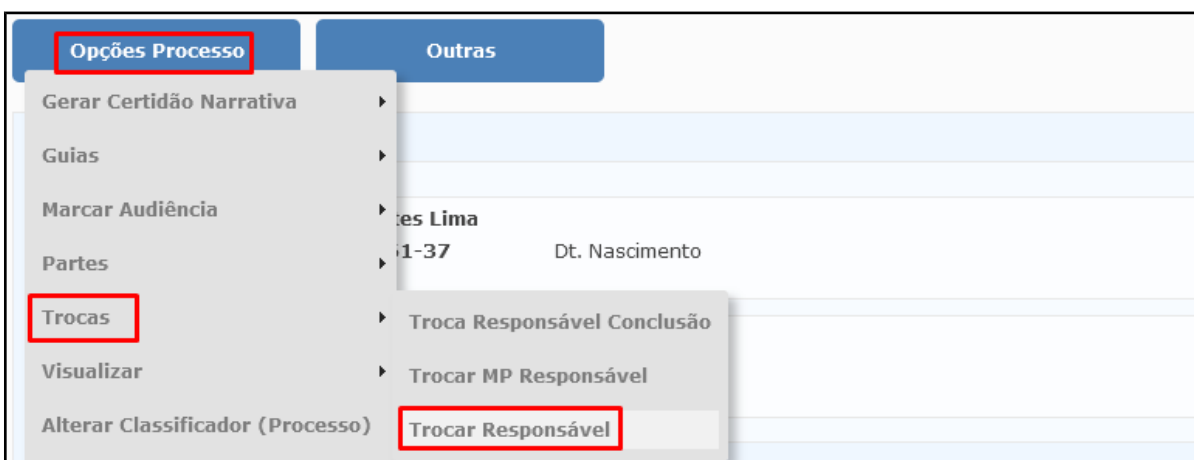 Opções Processo Outras
Gerar Certidão Narrativa
Guias
Marcar Audiência
Lima
1-37 Dt. Nascimento
Partes
Trocas
Troca Responsável Conclusão
Visualizar
Trocar MP Responsável
Alterar Classificador (Processo)
Trocar Responsável